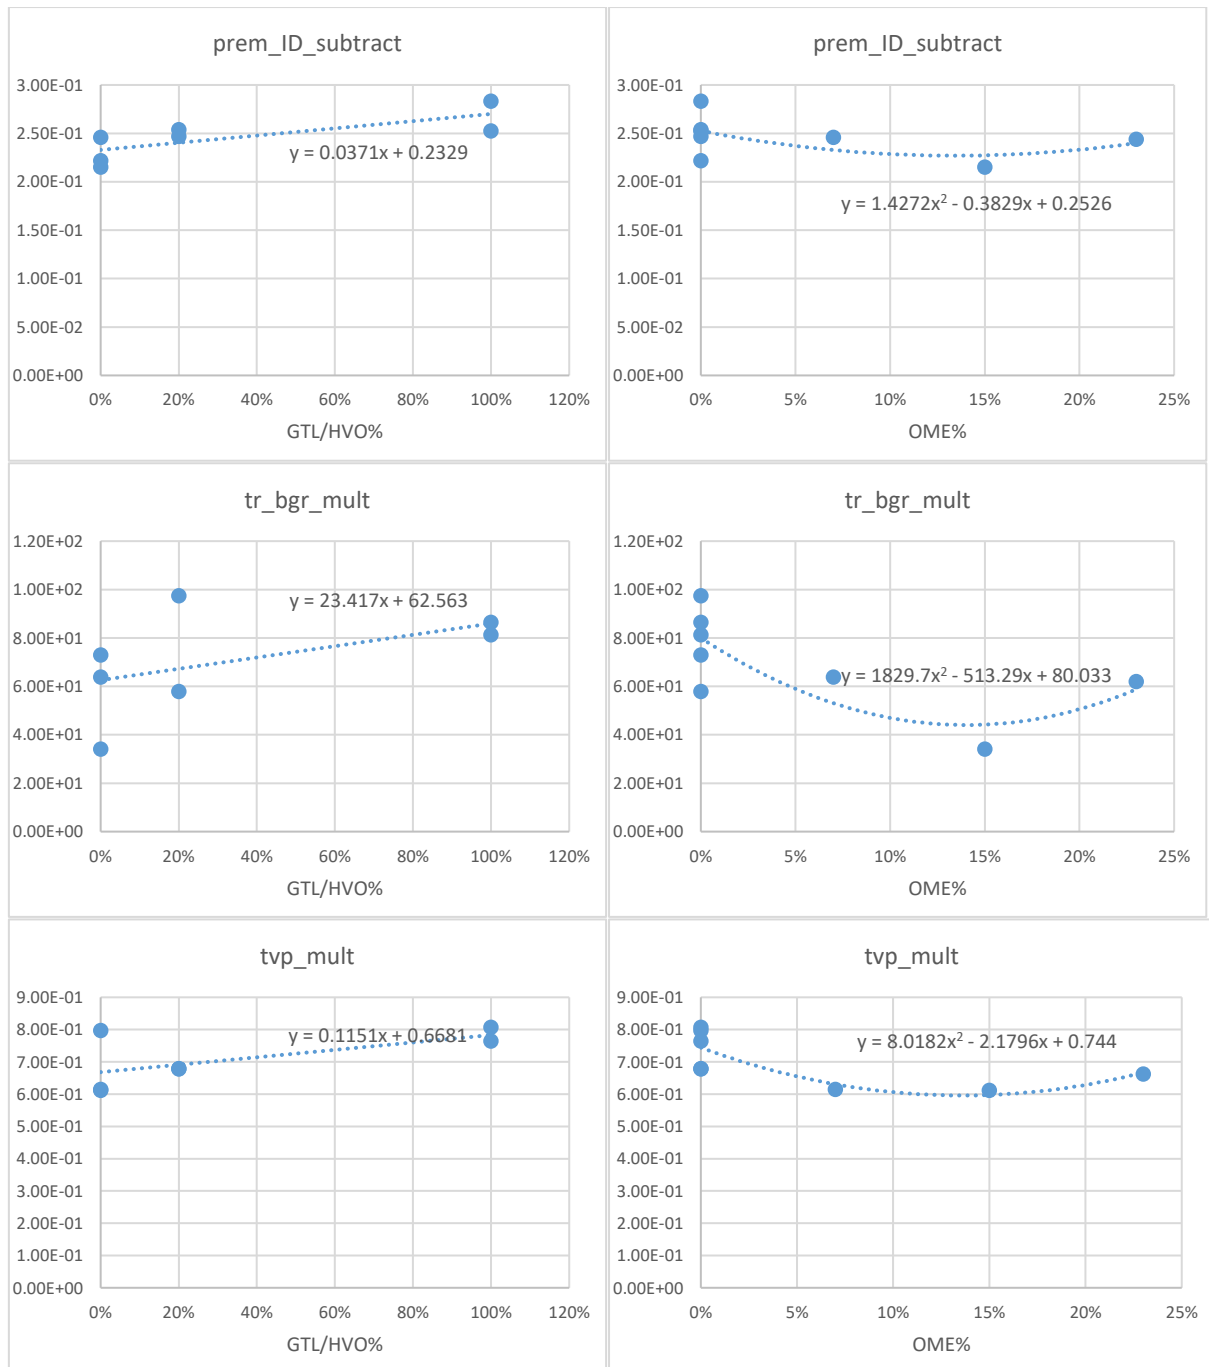 prem_ID_subtract
3.00E-01
2.50E-01
2.00E-01
1.50E-01
1.00E-01
5.00E-02
0.00E+00
y = 0.0371x + 0.2329
0% 20% 40% 60% 80% 100% 120%
GTL/HVO%
prem_ID_subtract
3.00E-01
2.50E-01
2.00E-01
1.50E-01
1.00E-01
5.00E-02
0.00E+00
y = 1.4272x² - 0.3829x + 0.2526
0% 5% 10% 15% 20% 25%
OME%
tr_bgr_mult
1.20E+02
1.00E+02
8.00E+01
6.00E+01
4.00E+01
2.00E+01
0.00E+00
y = 23.417x + 62.563
0% 20% 40% 60% 80% 100% 120%
GTL/HVO%
tr_bgr_mult
1.20E+02
1.00E+02
8.00E+01
6.00E+01
4.00E+01
2.00E+01
0.00E+00
y = 1829.7x² - 513.29x + 80.033
0% 5% 10% 15% 20% 25%
OME%
tvp_mult
9.00E-01
8.00E-01
7.00E-01
6.00E-01
5.00E-01
4.00E-01
3.00E-01
2.00E-01
1.00E-01
0.00E+00
y = 0.1151x + 0.6681
0% 20% 40% 60% 80% 100% 120%
GTL/HVO%
tvp_mult
9.00E-01
8.00E-01
7.00E-01
6.00E-01
5.00E-01
4.00E-01
3.00E-01
2.00E-01
1.00E-01
0.00E+00
y = 8.0182x² - 2.1796x + 0.744
0% 5% 10% 15% 20% 25%
OME%